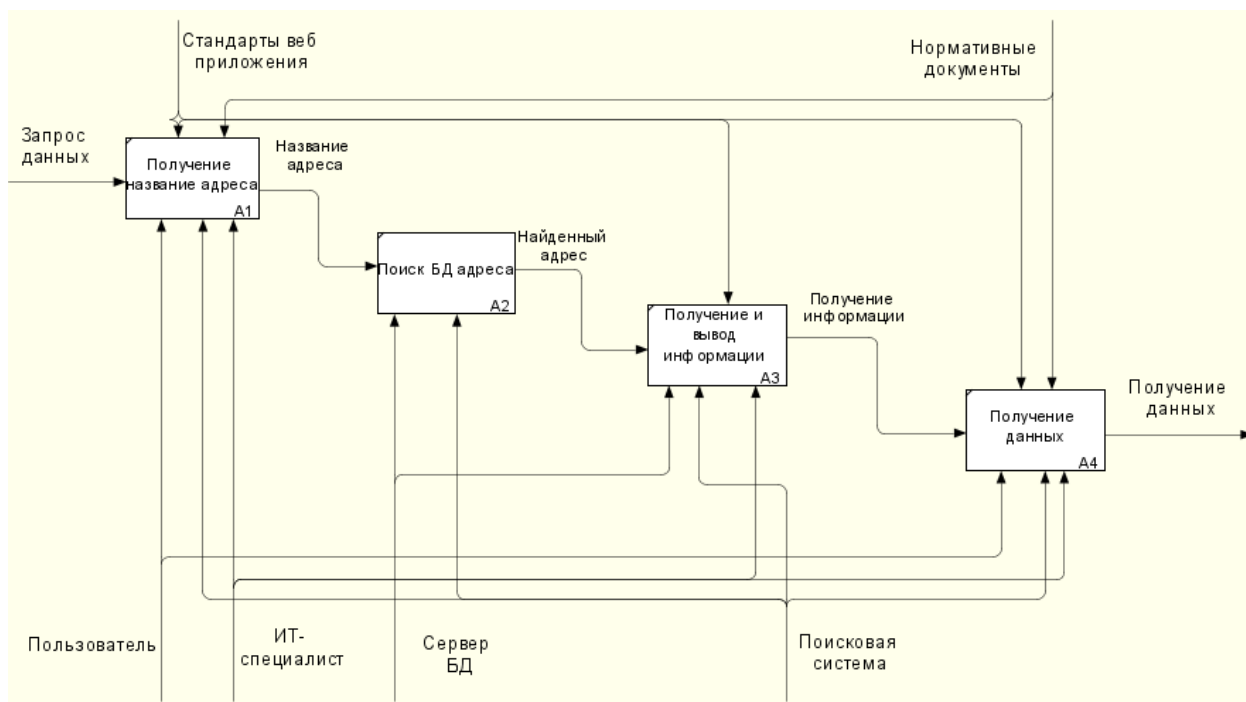 Стандарты веб
приложения
Нормативные
документы
Запрос
данных
Получение
название адреса
A1
Название
адреса
Поиск БД адреса
A2
Найденный
адрес
Получение и
вывод
информации
A3
Получение
информации
Получение
данных
A4
Получение
данных
Пользователь
ИТ-
специалист
Сервер
БД
Поисковая
система